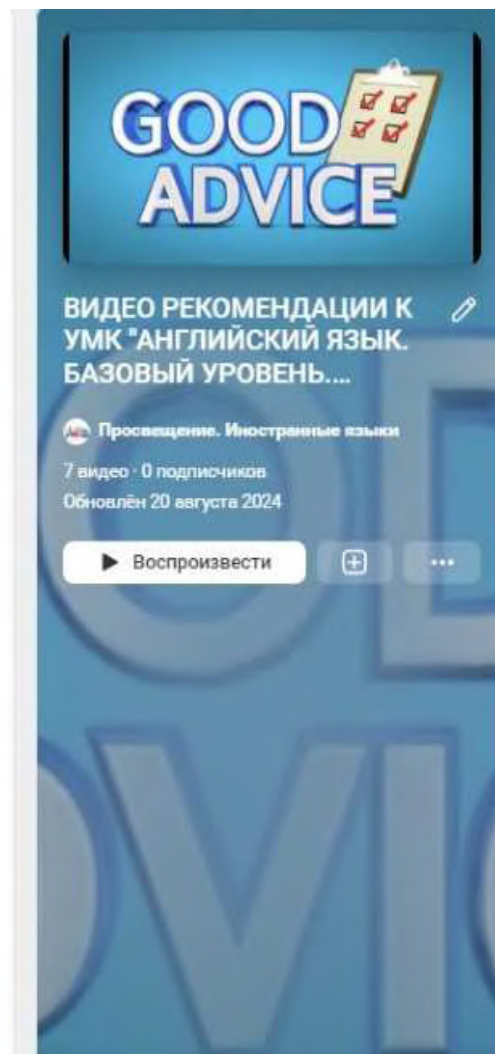 GOOD
ADVICE
ВИДЕО РЕКОМЕНДАЦИИ К
УМК "АНГЛИЙСКИЙ ЯЗЫК.
БАЗОВЫЙ УРОВЕНЬ....
Просвещение. Иностранные языки
7 видео · 0 подписчиков
Обновлён 20 августа 2024
Воспроизвести